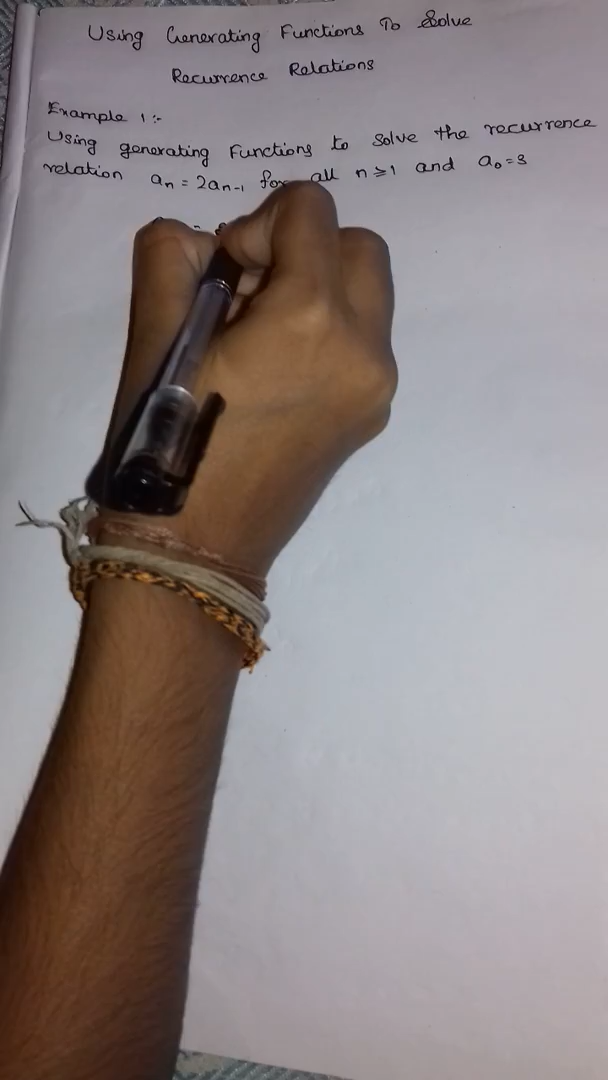 Using Generating Functions To Solve
Recurrence Relations
Example 1:-
Using generating Functions to solve the recurrence
relation aₙ = 2aₙ₋₁ for all n ≥ 1 and a₀ = 3